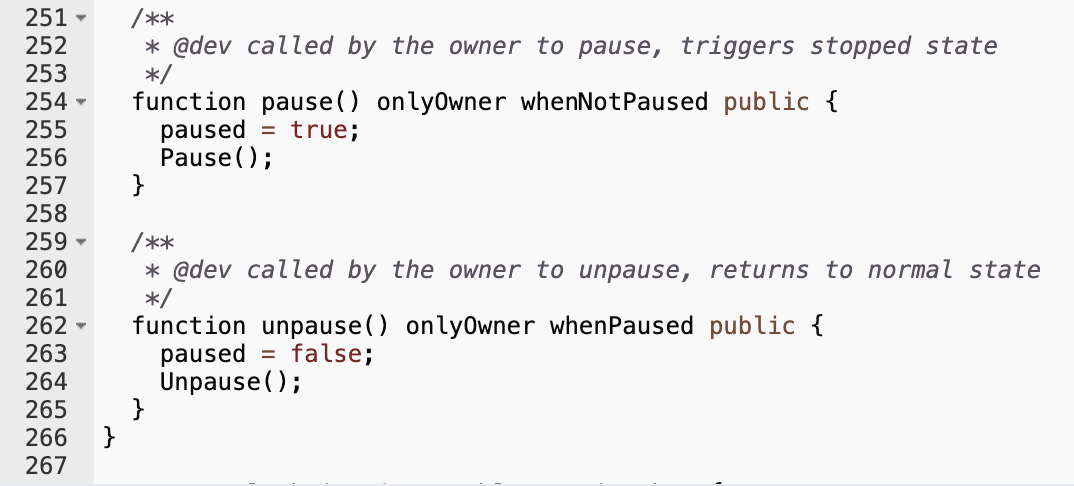 251 /**
252 * @dev called by the owner to pause, triggers stopped state
253 */
254 function pause() onlyOwner whenNotPaused public {
255 paused = true;
256 Pause();
257 }
258
259 /**
260 * @dev called by the owner to unpause, returns to normal state
261 */
262 function unpause() onlyOwner whenPaused public {
263 paused = false;
264 Unpause();
265 }
266 }
267